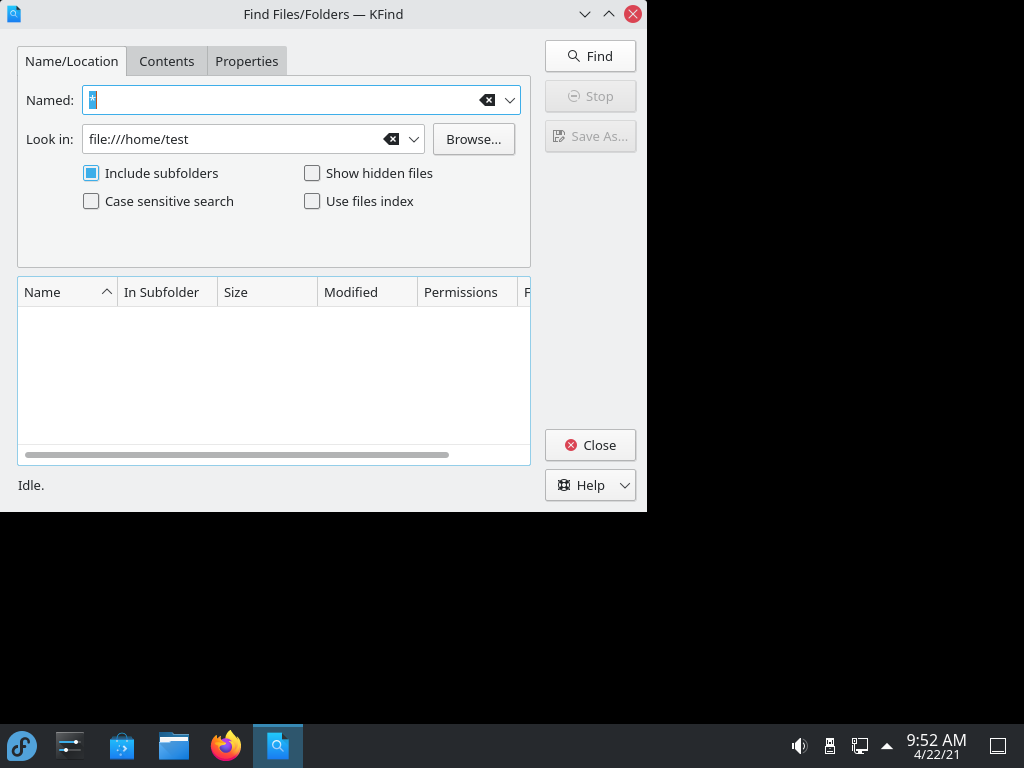 Find Files/Folders — KFind
Name/Location
Contents
Properties
Find
Named:
*
Stop
Look in:
file:///home/test
Browse...
Save As...
Include subfolders
Show hidden files
Case sensitive search
Use files index
Name
In Subfolder
Size
Modified
Permissions
F
Close
Idle.
Help
9:52 AM
4/22/21